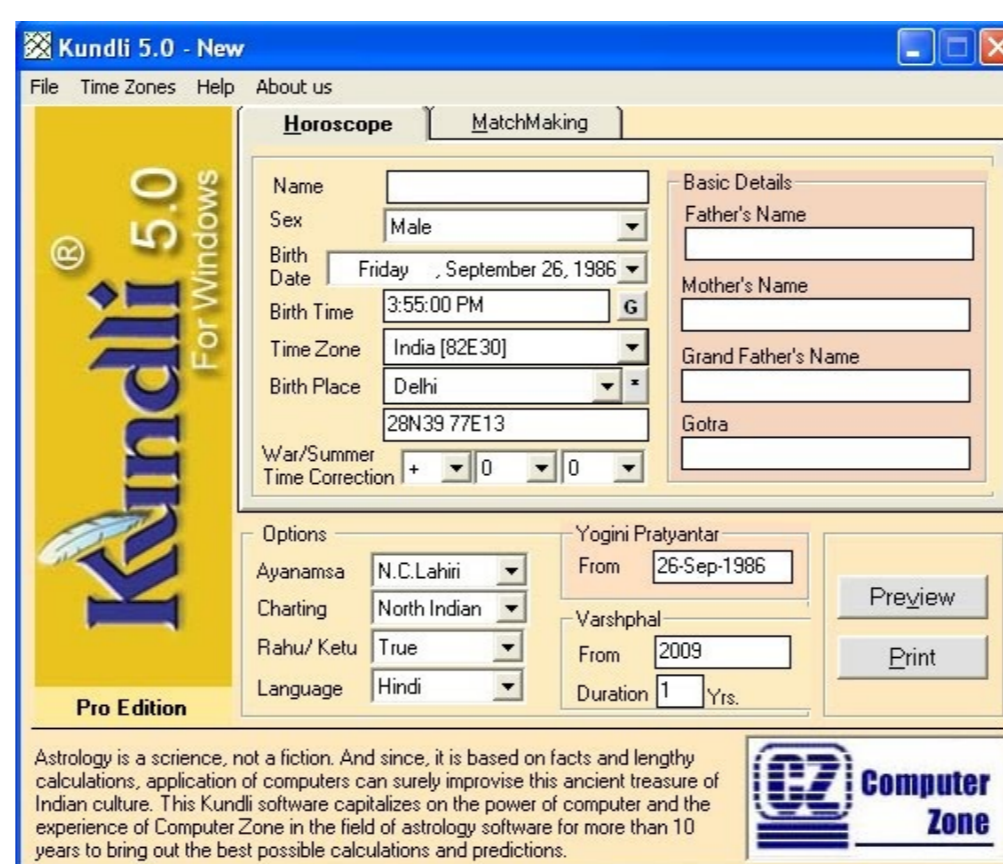 Kundli 5.0 - New
File Time Zones Help About us
Horoscope MatchMaking
Kundli ® 5.0
For Windows
Pro Edition
Name
Sex Male
Birth
Date Friday , September 26, 1986
Birth Time 3:55:00 PM G
Time Zone India [82E30]
Birth Place Delhi *
28N39 77E13
War/Summer
Time Correction + 0 0
Basic Details
Father's Name
Mother's Name
Grand Father's Name
Gotra
Options
Ayanamsa N.C.Lahiri
Charting North Indian
Rahu/ Ketu True
Language Hindi
Yogini Pratyantar
From 26-Sep-1986
Varshphal
From 2009
Duration 1 Yrs.
Preview
Print
Astrology is a scrience, not a fiction. And since, it is based on facts and lengthy
calculations, application of computers can surely improvise this ancient treasure of
Indian culture. This Kundli software capitalizes on the power of computer and the
experience of Computer Zone in the field of astrology software for more than 10
years to bring out the best possible calculations and predictions.
CZ Computer
Zone